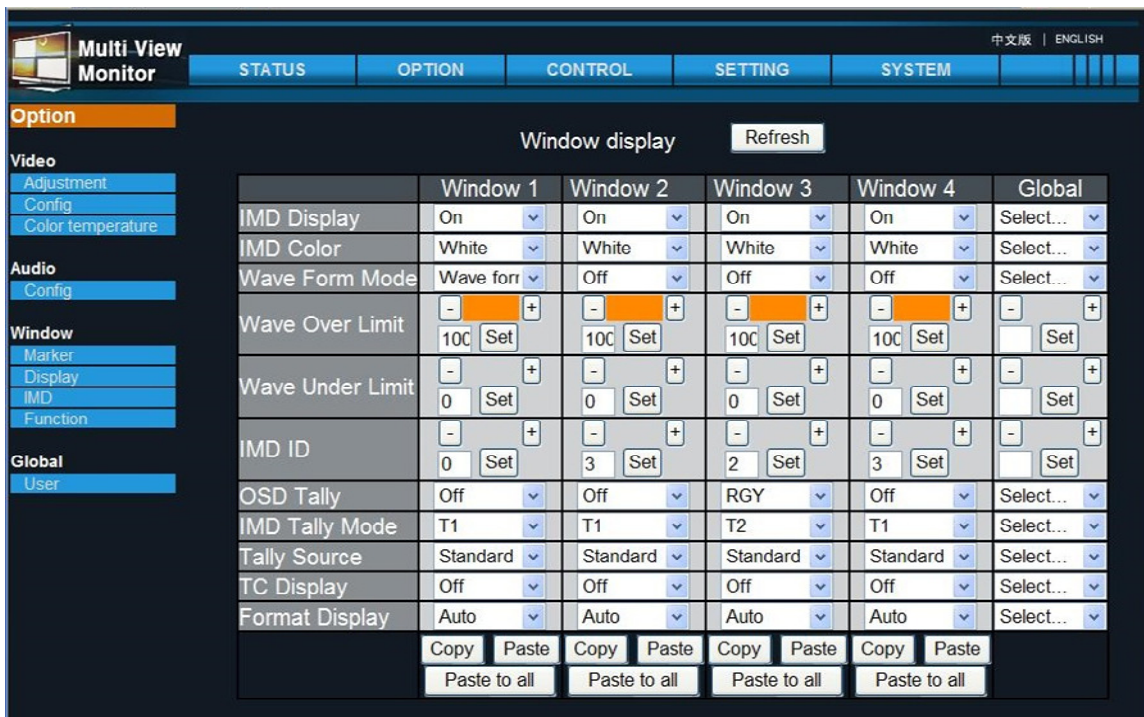 中文版 | ENGLISH
Multi View
Monitor
STATUS OPTION CONTROL SETTING SYSTEM
Option
Window display Refresh
Video
Adjustment
Config
Color temperature
Audio
Config
Window
Marker
Display
IMD
Function
Global
User
Window 1 Window 2 Window 3 Window 4 Global
IMD Display On On On On Select...
IMD Color White White White White Select...
Wave Form Mode Wave forr Off Off Off Select...
- + - + - + - + - +
Wave Over Limit
100 Set 100 Set 100 Set 100 Set Set
- + - + - + - + - +
Wave Under Limit
0 Set 0 Set 0 Set 0 Set Set
- + - + - + - + - +
IMD ID
0 Set 3 Set 2 Set 3 Set Set
OSD Tally Off Off RGY Off Select...
IMD Tally Mode T1 T1 T2 T1 Select...
Tally Source Standard Standard Standard Standard Select...
TC Display Off Off Off Off Select...
Format Display Auto Auto Auto Auto Select...
Copy Paste Copy Paste Copy Paste Copy Paste
Paste to all Paste to all Paste to all Paste to all